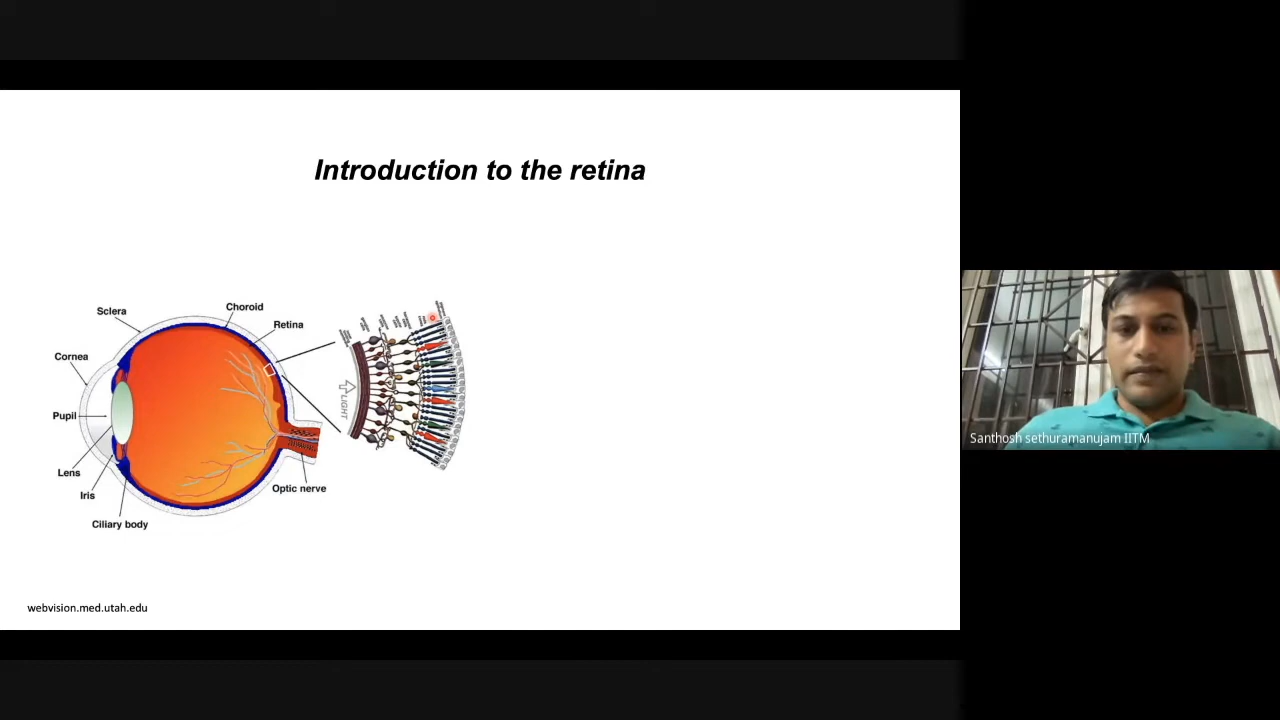 Introduction to the retina
Sclera
Choroid
Retina
Cornea
Pupil
LIGHT
Lens
Iris
Optic nerve
Ciliary body
Santhosh sethuramanujam IITM
webvision.med.utah.edu